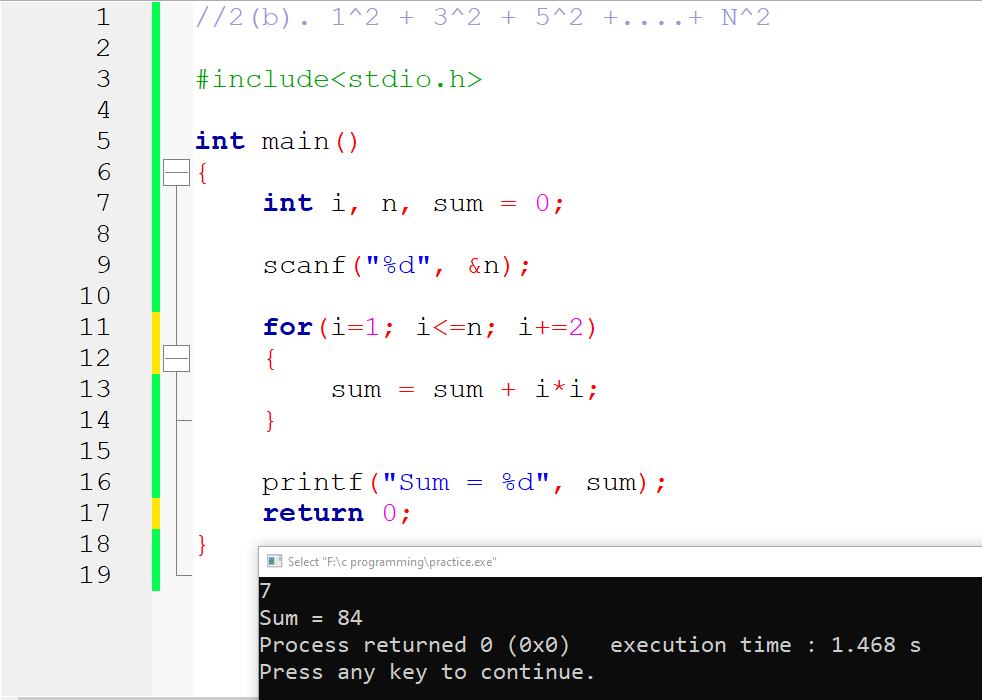 1 //2(b). 1^2 + 3^2 + 5^2 +....+ N^2
2
3 #include<stdio.h>
4
5 int main()
6 {
7 int i, n, sum = 0;
8
9 scanf("%d", &n);
10
11 for(i=1; i<=n; i+=2)
12 {
13 sum = sum + i*i;
14 }
15
16 printf("Sum = %d", sum);
17 return 0;
18 }
19
Select "F:\c programming\practice.exe"
7
Sum = 84
Process returned 0 (0x0)   execution time : 1.468 s
Press any key to continue.